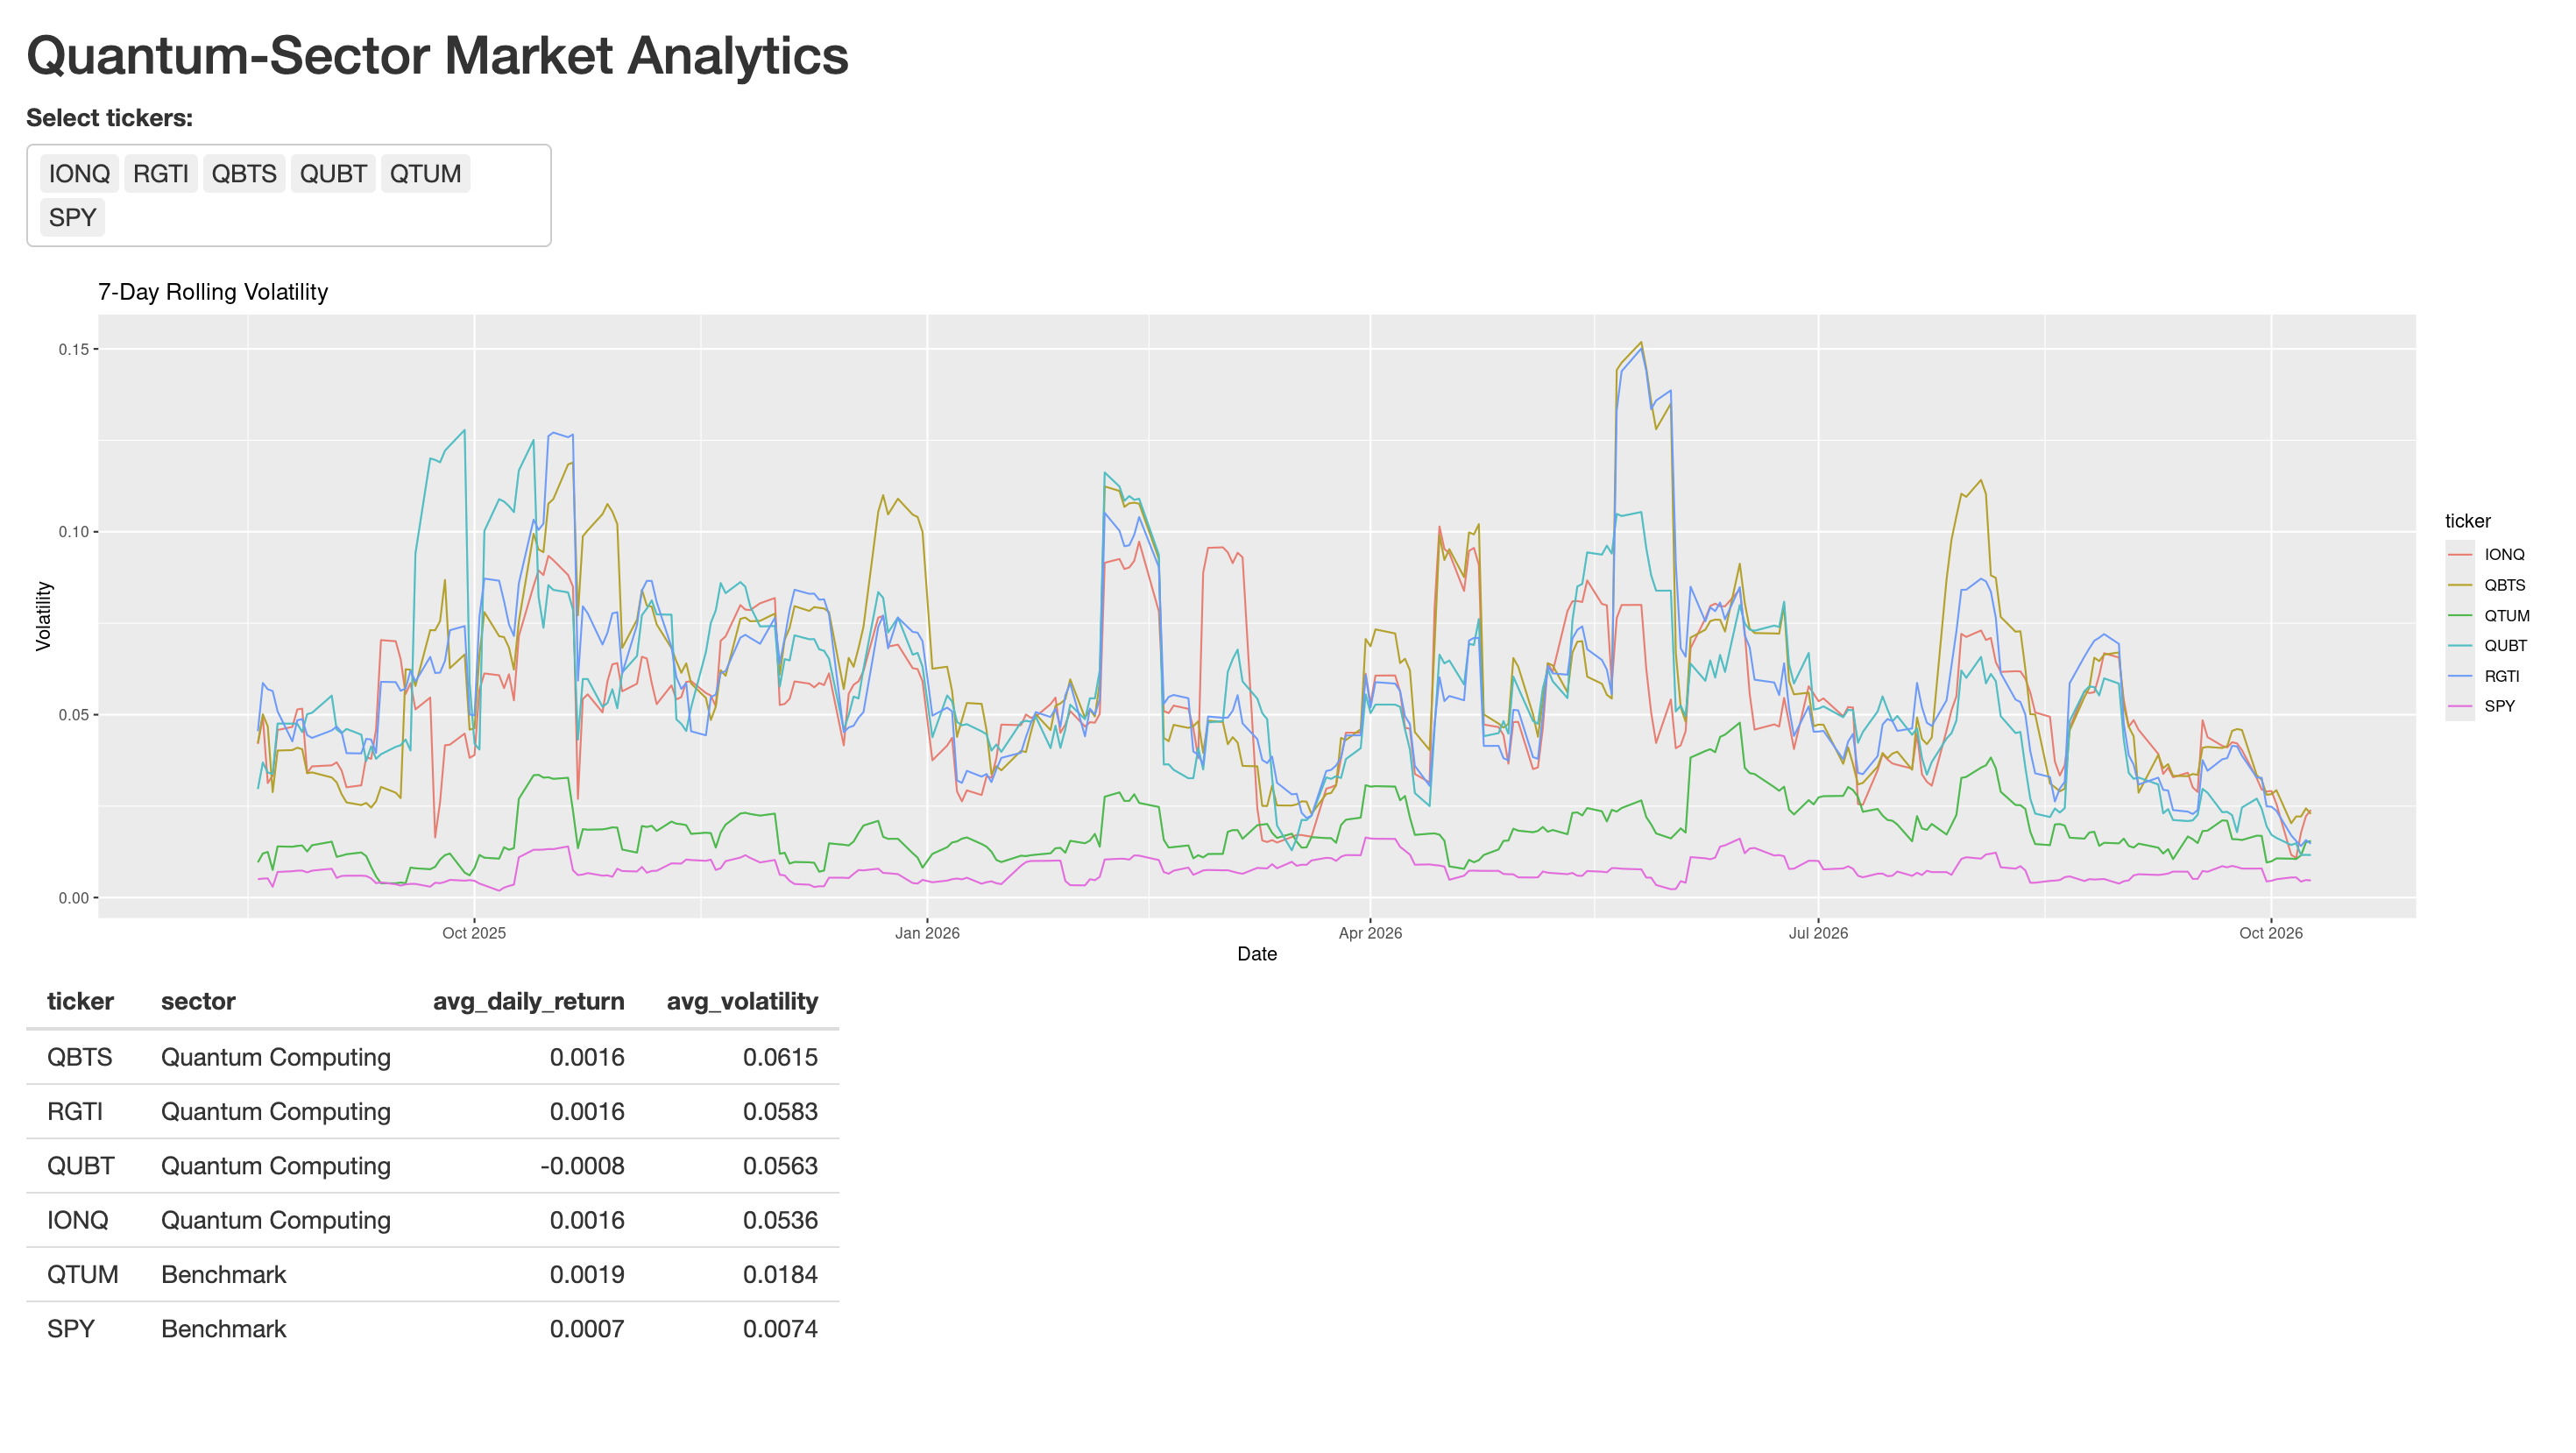 Quantum-Sector Market Analytics
Select tickers:
IONQ RGTI QBTS QUBT QTUM
SPY
7-Day Rolling Volatility
0.15
0.10
0.05
0.00
Volatility
Oct 2025 Jan 2026 Apr 2026 Jul 2026 Oct 2026
Date
ticker
IONQ
QBTS
QTUM
QUBT
RGTI
SPY
ticker sector avg_daily_return avg_volatility
QBTS Quantum Computing 0.0016 0.0615
RGTI Quantum Computing 0.0016 0.0583
QUBT Quantum Computing -0.0008 0.0563
IONQ Quantum Computing 0.0016 0.0536
QTUM Benchmark 0.0019 0.0184
SPY Benchmark 0.0007 0.0074